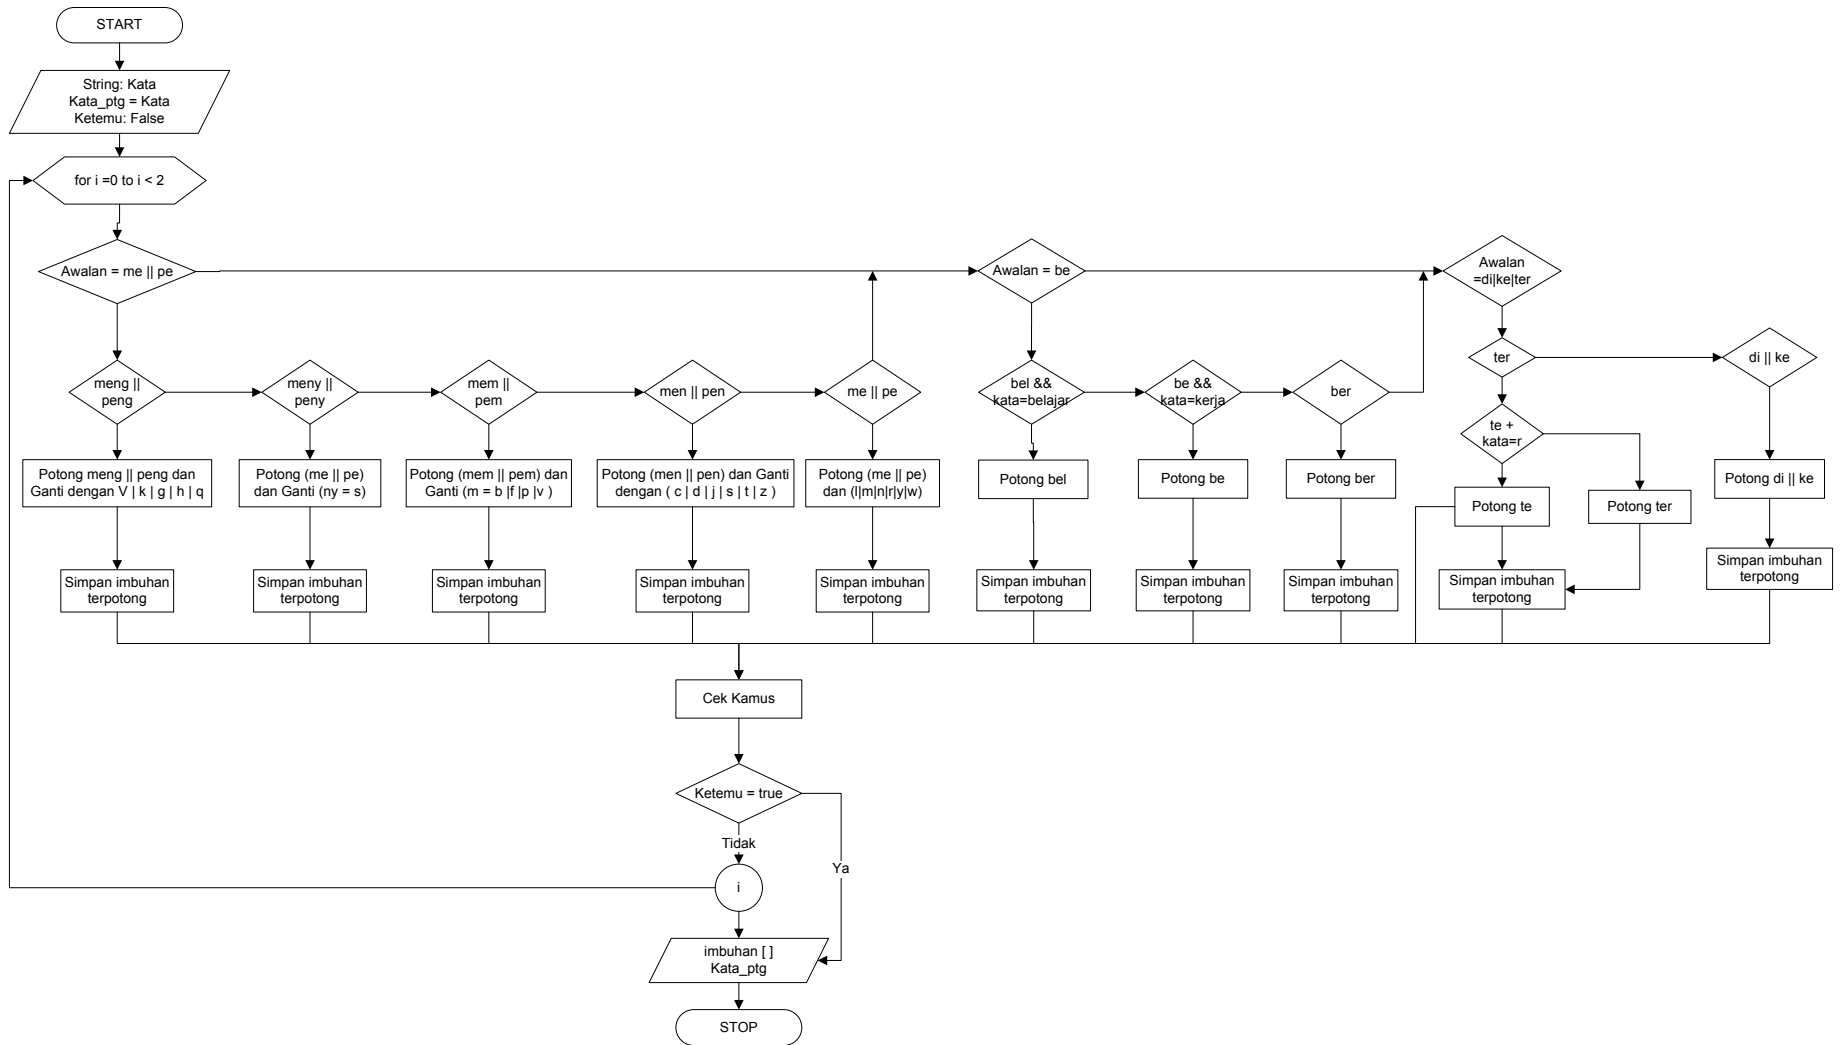 START
String: Kata
Kata_ptg = Kata
Ketemu: False
for i =0 to i < 2
Awalan = me || pe
Awalan = be
Awalan
=di|ke|ter
meng ||
peng
meny ||
peny
mem ||
pem
men || pen
me || pe
bel &&
kata=belajar
be &&
kata=kerja
ber
ter
di || ke
te +
kata=r
Potong meng || peng dan
Ganti dengan V | k | g | h | q
Potong (me || pe)
dan Ganti (ny = s)
Potong (mem || pem) dan
Ganti (m = b |f |p |v )
Potong (men || pen) dan Ganti
dengan ( c | d | j | s | t | z )
Potong (me || pe)
dan (l|m|n|r|y|w)
Potong bel
Potong be
Potong ber
Potong te
Potong ter
Potong di || ke
Simpan imbuhan
terpotong
Simpan imbuhan
terpotong
Simpan imbuhan
terpotong
Simpan imbuhan
terpotong
Simpan imbuhan
terpotong
Simpan imbuhan
terpotong
Simpan imbuhan
terpotong
Simpan imbuhan
terpotong
Simpan imbuhan
terpotong
Simpan imbuhan
terpotong
Cek Kamus
Ketemu = true
Tidak
Ya
i
imbuhan [ ]
Kata_ptg
STOP